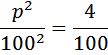 p²/100² = 4/100